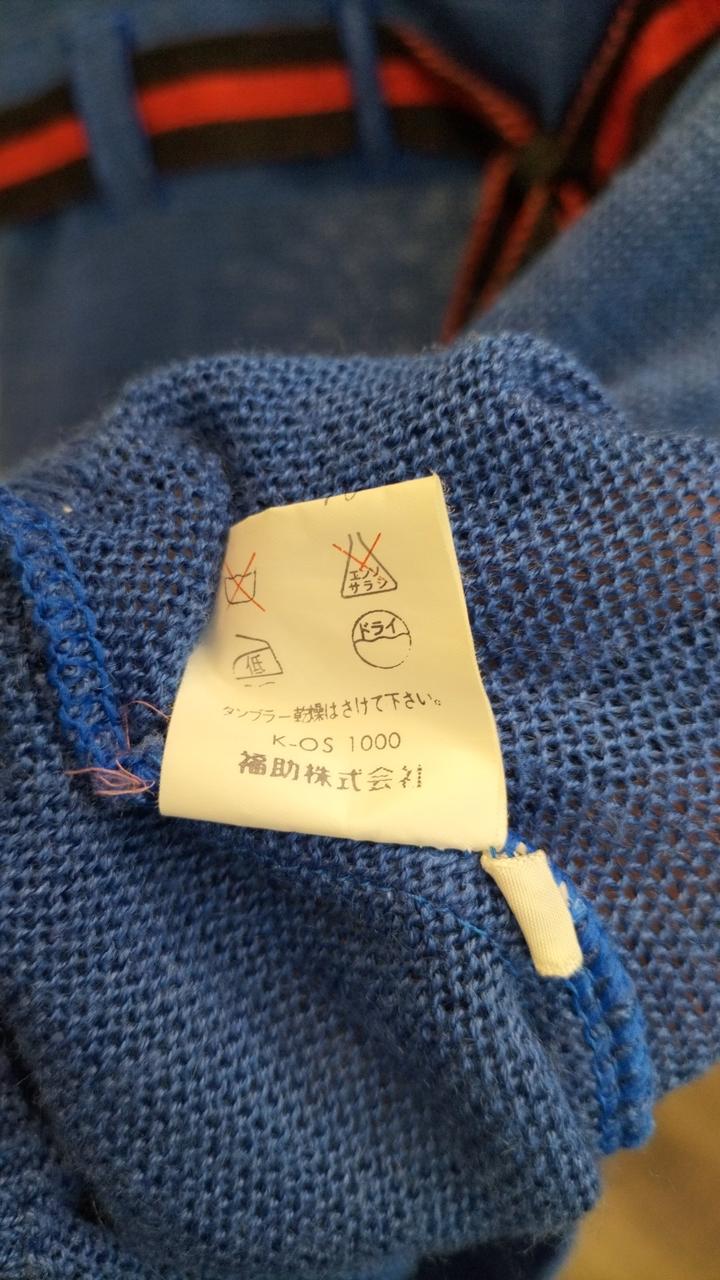 エンソ
サラシ
ドライ
低
タンブラー乾燥はさけて下さい。
K-OS 1000
福助株式会社